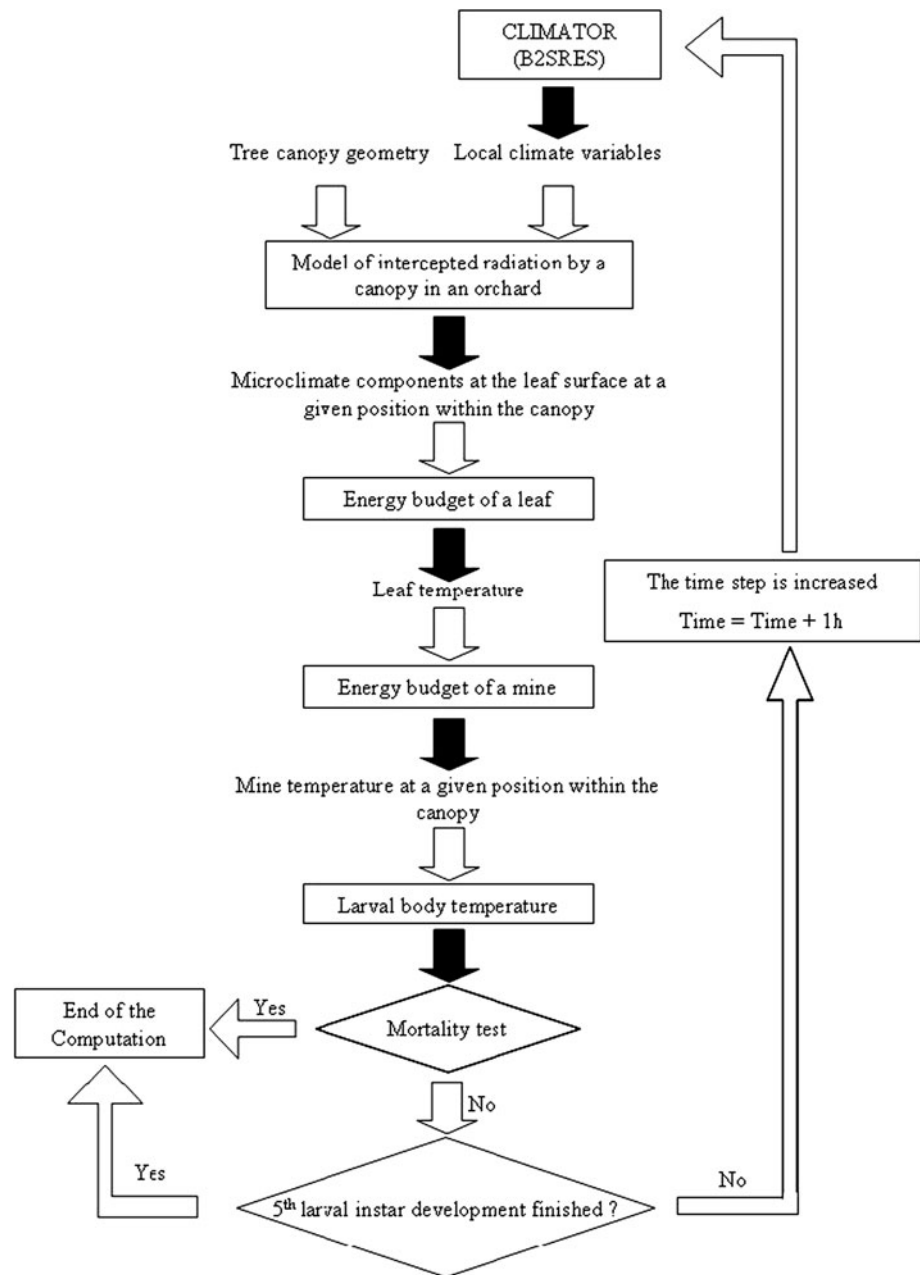 CLIMATOR
(B2SRES)
Tree canopy geometry
Local climate variables
Model of intercepted radiation by a
canopy in an orchard
Microclimate components at the leaf surface at a
given position within the canopy
Energy budget of a leaf
Leaf temperature
The time step is increased
Time = Time + 1h
Energy budget of a mine
Mine temperature at a given position within the
canopy
Larval body temperature
End of the
Computation
Yes
Mortality test
No
Yes
5th larval instar development finished ?
No